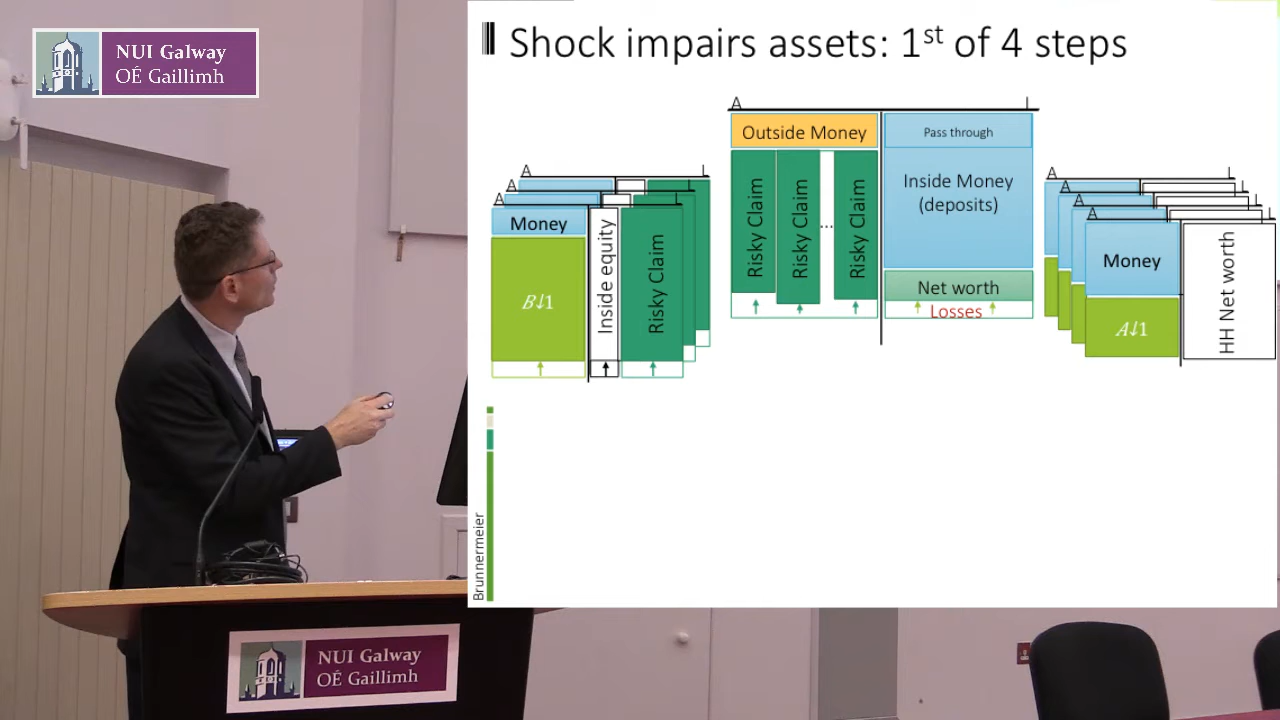 NUI Galway
OÉ Gaillimh
Shock impairs assets: 1st of 4 steps
A
L
Outside Money
Pass through
Risky Claim
Risky Claim
...
Risky Claim
Inside Money
(deposits)
Net worth
Losses
A
L
A
L
A
Money
B↓1
Inside equity
Risky Claim
A
L
A
L
A
L
A
Money
A↓1
HH Net worth
Brunnermeier
NUI Galway
OÉ Gaillimh